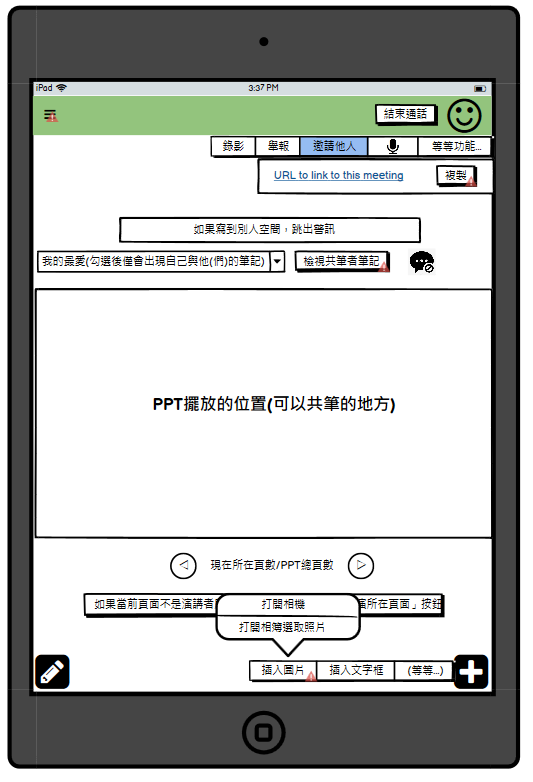 iPad 3:37 PM
結束通話
錄影 舉報 邀請他人 等等功能...
URL to link to this meeting 複製
如果寫到別人空間，跳出警訊
我的最愛(勾選後僅會出現自己與他(們)的筆記) 檢視共筆者筆記
PPT擺放的位置(可以共筆的地方)
現在所在頁數/PPT總頁數
如果當前頁面不是演講者 所在頁面」按鈕
打開相機
打開相簿選取照片
插入圖片 插入文字框 (等等...)